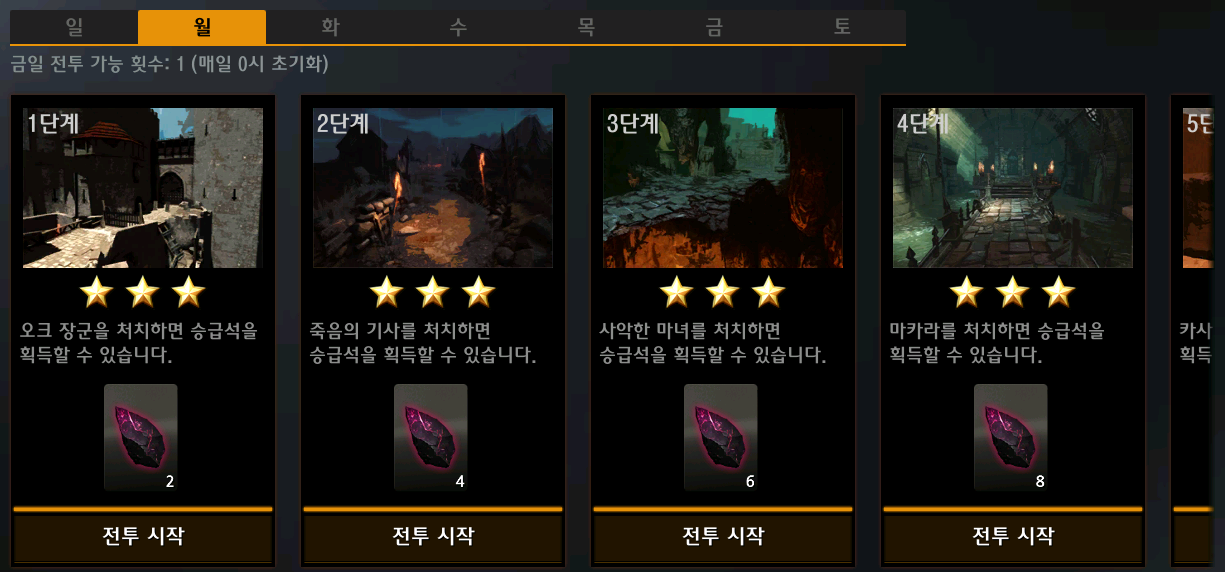 일 월 화 수 목 금 토
금일 전투 가능 횟수: 1 (매일 0시 초기화)
1단계
오크 장군을 처치하면 승급석을
획득할 수 있습니다.
2
전투 시작
2단계
죽음의 기사를 처치하면
승급석을 획득할 수 있습니다.
4
전투 시작
3단계
사악한 마녀를 처치하면
승급석을 획득할 수 있습니다.
6
전투 시작
4단계
마카라를 처치하면 승급석을
획득할 수 있습니다.
8
전투 시작
5단
카사
획득